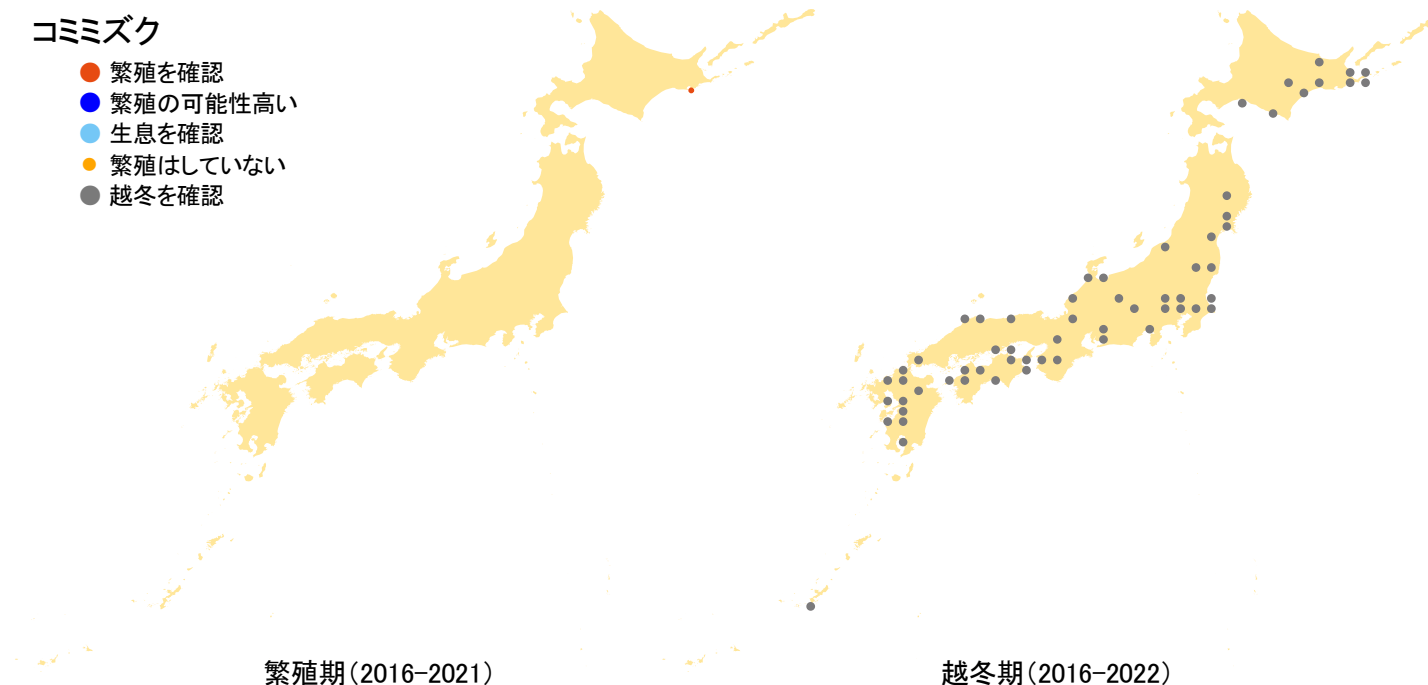 コミミズク
繁殖を確認
繁殖の可能性高い
生息を確認
繁殖はしていない
越冬を確認
繁殖期（2016-2021）
越冬期（2016-2022）